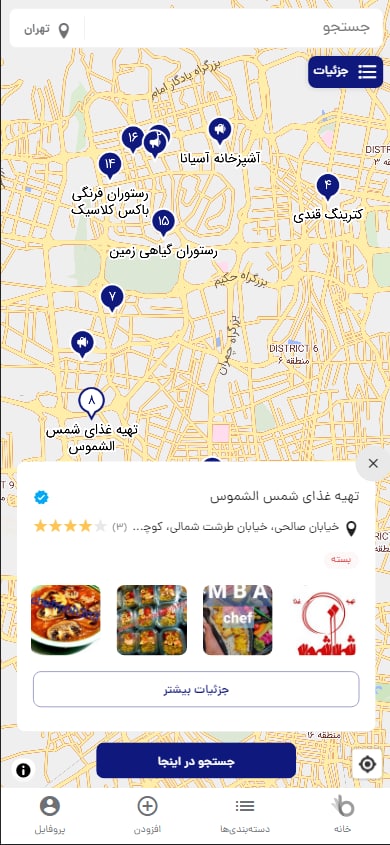 جستجو
تهران
جزئیات
بزرگراه یادگار امام
۱۶
آشپزخانه آسیانا
۱۴
رستوران فرنگی
باکس کلاسیک
۴
کترینگ قندی
۱۵
رستوران گیاهی زمین
بزرگراه حکیم
۷
بزرگراه چمران
DISTRICT 6
منطقه ۶
۸
تهیه غذای شمس
الشموس
تهیه غذای شمس الشموس
خیابان صالحی، خیابان طرشت شمالی، کوچ...
(۳)
بسته
M B A
chef
تهیه
جزئیات بیشتر
جستجو در اینجا
خانه
دسته‌بندی‌ها
افزودن
پروفایل